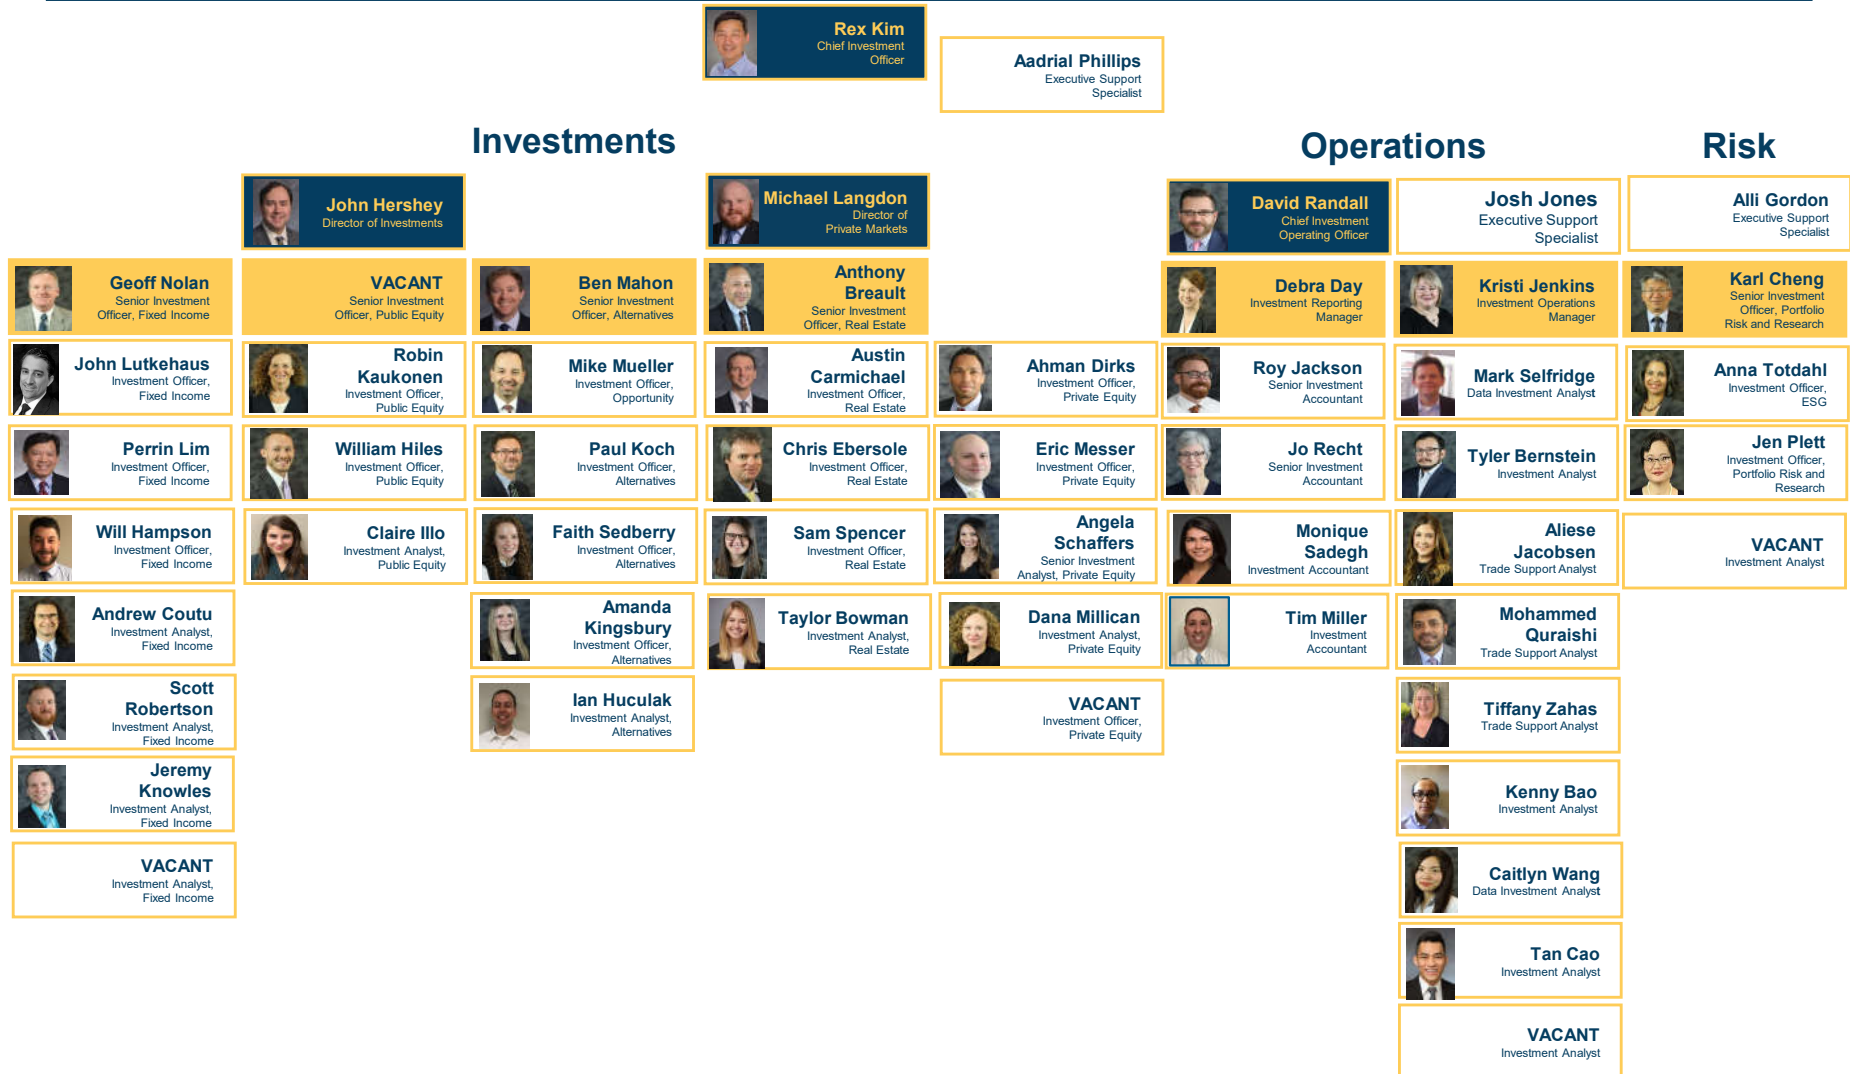 Rex Kim
Chief Investment
Officer
Aadrial Phillips
Executive Support
Specialist
Investments
Operations
Risk
John Hershey
Director of Investments
Michael Langdon
Director of
Private Markets
David Randall
Chief Investment
Operating Officer
Josh Jones
Executive Support
Specialist
Alli Gordon
Executive Support
Specialist
Geoff Nolan
Senior Investment
Officer, Fixed Income
VACANT
Senior Investment
Officer, Public Equity
Ben Mahon
Senior Investment
Officer, Alternatives
Anthony
Breault
Senior Investment
Officer, Real Estate
Debra Day
Investment Reporting
Manager
Kristi Jenkins
Investment Operations
Manager
Karl Cheng
Senior Investment
Officer, Portfolio
Risk and Research
John Lutkehaus
Investment Officer,
Fixed Income
Robin
Kaukonen
Investment Officer,
Public Equity
Mike Mueller
Investment Officer,
Opportunity
Austin
Carmichael
Investment Officer,
Real Estate
Ahman Dirks
Investment Officer,
Private Equity
Roy Jackson
Senior Investment
Accountant
Mark Selfridge
Data Investment Analyst
Anna Totdahl
Investment Officer,
ESG
Perrin Lim
Investment Officer,
Fixed Income
William Hiles
Investment Officer,
Public Equity
Paul Koch
Investment Officer,
Alternatives
Chris Ebersole
Investment Officer,
Real Estate
Eric Messer
Investment Officer,
Private Equity
Jo Recht
Senior Investment
Accountant
Tyler Bernstein
Investment Analyst
Jen Plett
Investment Officer,
Portfolio Risk and
Research
Will Hampson
Investment Officer,
Fixed Income
Claire Illo
Investment Analyst,
Public Equity
Faith Sedberry
Investment Officer,
Alternatives
Sam Spencer
Investment Officer,
Real Estate
Angela
Schaffers
Senior Investment
Analyst, Private Equity
Monique
Sadegh
Investment Accountant
Aliese
Jacobsen
Trade Support Analyst
VACANT
Investment Analyst
Andrew Coutu
Investment Analyst,
Fixed Income
Amanda
Kingsbury
Investment Officer,
Alternatives
Taylor Bowman
Investment Analyst,
Real Estate
Dana Millican
Investment Analyst,
Private Equity
Tim Miller
Investment
Accountant
Mohammed
Quraishi
Trade Support Analyst
Scott
Robertson
Investment Analyst,
Fixed Income
Ian Huculak
Investment Analyst,
Alternatives
VACANT
Investment Officer,
Private Equity
Tiffany Zahas
Trade Support Analyst
Jeremy
Knowles
Investment Analyst,
Fixed Income
Kenny Bao
Investment Analyst
VACANT
Investment Analyst,
Fixed Income
Caitlyn Wang
Data Investment Analyst
Tan Cao
Investment Analyst
VACANT
Investment Analyst